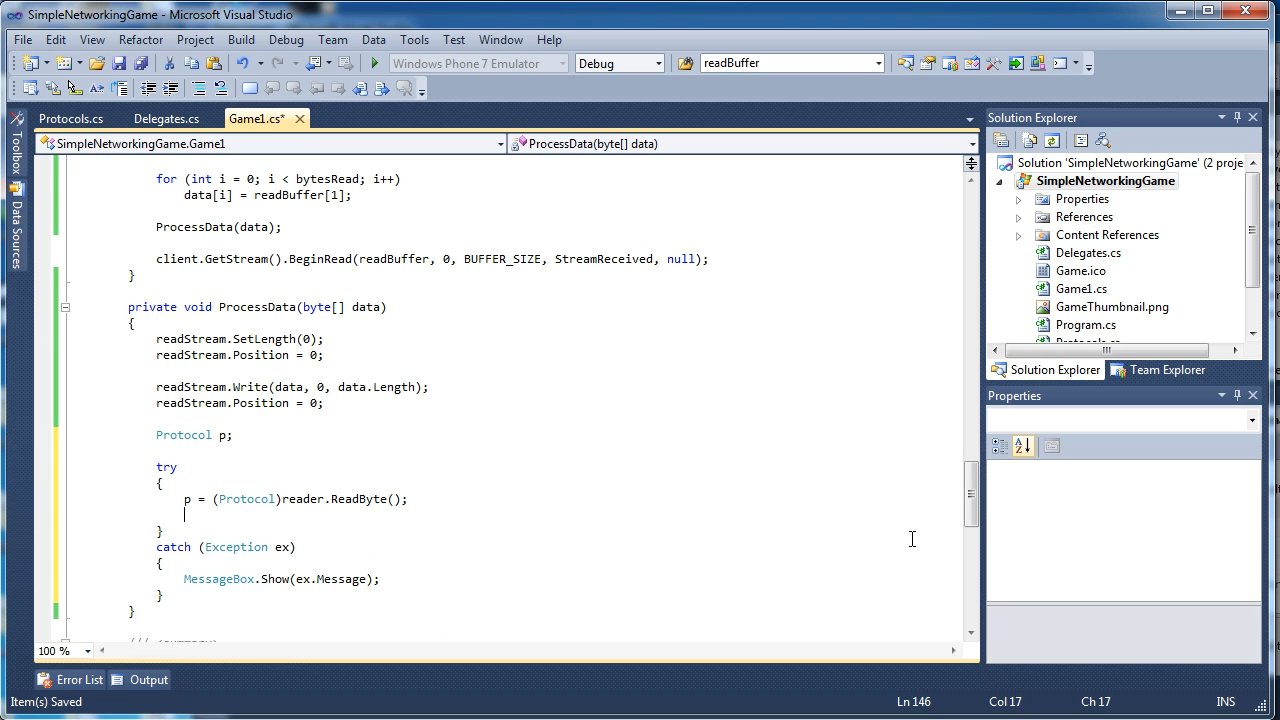 SimpleNetworkingGame - Microsoft Visual Studio
File Edit View Refactor Project Build Debug Team Data Tools Test Window Help
Windows Phone 7 Emulator Debug readBuffer
Protocols.cs Delegates.cs Game1.cs*
SimpleNetworkingGame.Game1 ProcessData(byte[] data)
Toolbox
Data Sources
for (int i = 0; i < bytesRead; i++)
data[i] = readBuffer[1];
ProcessData(data);
client.GetStream().BeginRead(readBuffer, 0, BUFFER_SIZE, StreamReceived, null);
}
private void ProcessData(byte[] data)
{
readStream.SetLength(0);
readStream.Position = 0;
readStream.Write(data, 0, data.Length);
readStream.Position = 0;
Protocol p;
try
{
p = (Protocol)reader.ReadByte();
}
catch (Exception ex)
{
MessageBox.Show(ex.Message);
}
}
100 %
Solution Explorer
Solution 'SimpleNetworkingGame' (2 proje
SimpleNetworkingGame
Properties
References
Content References
Delegates.cs
Game.ico
Game1.cs
GameThumbnail.png
Program.cs
Solution Explorer Team Explorer
Properties
Error List Output
Item(s) Saved Ln 146 Col 17 Ch 17 INS